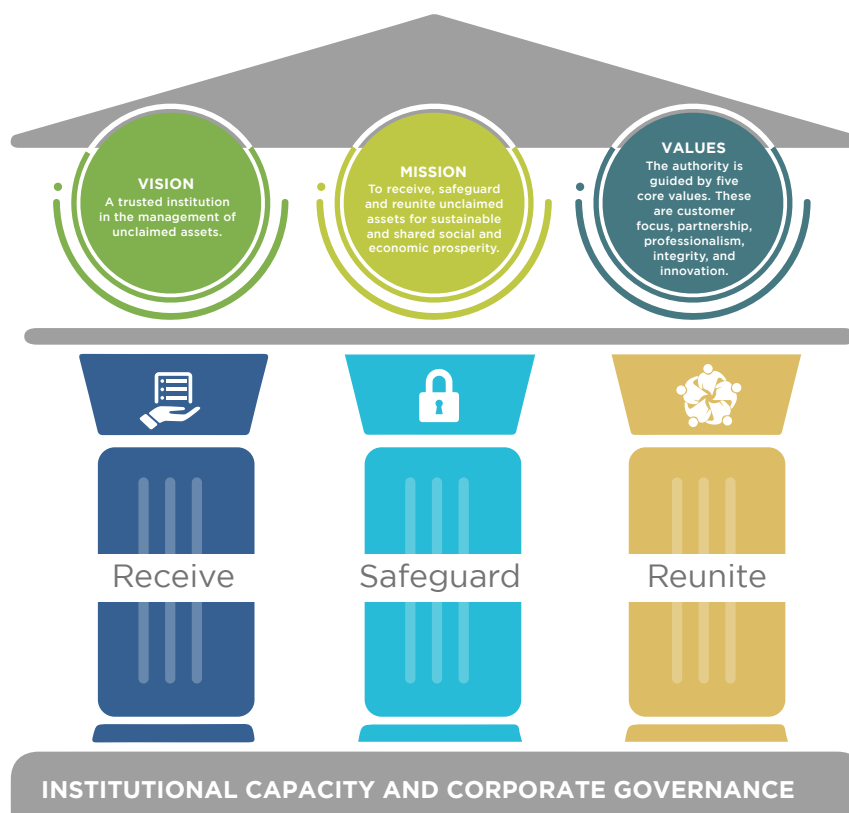 VISION
A trusted institution
in the management of
unclaimed assets.
MISSION
To receive, safeguard
and reunite unclaimed
assets for sustainable
and shared social and
economic prosperity.
VALUES
The authority is
guided by five
core values. These
are customer
focus, partnership,
professionalism,
integrity, and
innovation.
Receive
Safeguard
Reunite
INSTITUTIONAL CAPACITY AND CORPORATE GOVERNANCE